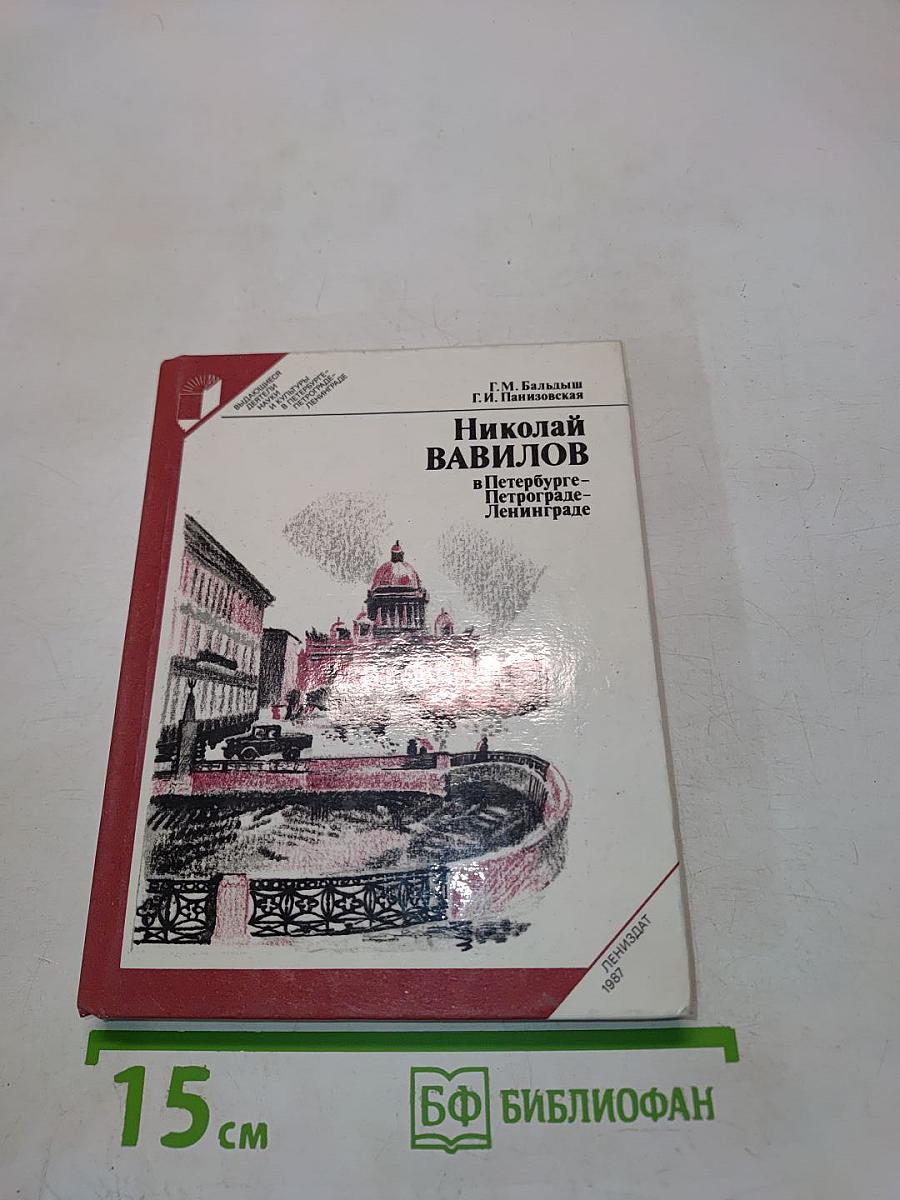 ВЫДАЮЩИЕСЯ
ДЕЯТЕЛИ
НАУКИ
И КУЛЬТУРЫ
В ПЕТЕРБУРГЕ–
ПЕТРОГРАДЕ–
ЛЕНИНГРАДЕ
Г. М. Бальдыш
Г. И. Панизовская
Николай
ВАВИЛОВ
в Петербурге–
Петрограде–
Ленинграде
ЛЕНИЗДАТ
1987
15 см
БФ БИБЛИОФАН